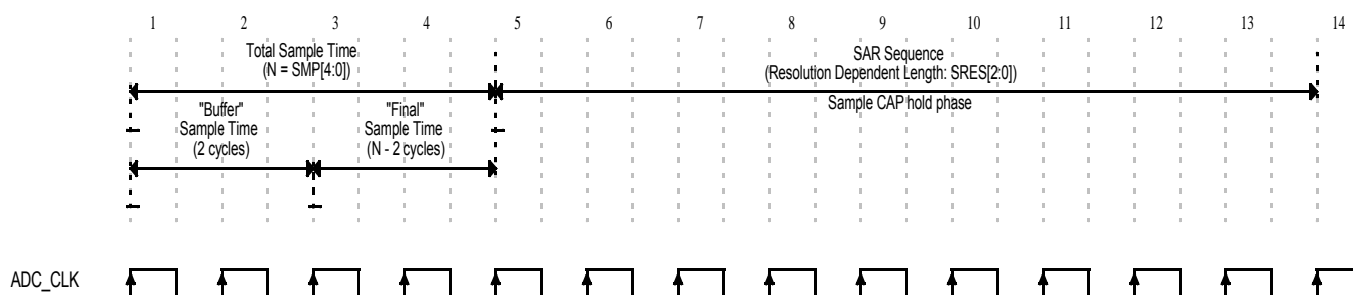 1 2 3 4 5 6 7 8 9 10 11 12 13 14
Total Sample Time
(N = SMP[4:0])
SAR Sequence
(Resolution Dependent Length: SRES[2:0])
Sample CAP hold phase
"Buffer"
Sample Time
(2 cycles)
"Final"
Sample Time
(N - 2 cycles)
ADC_CLK